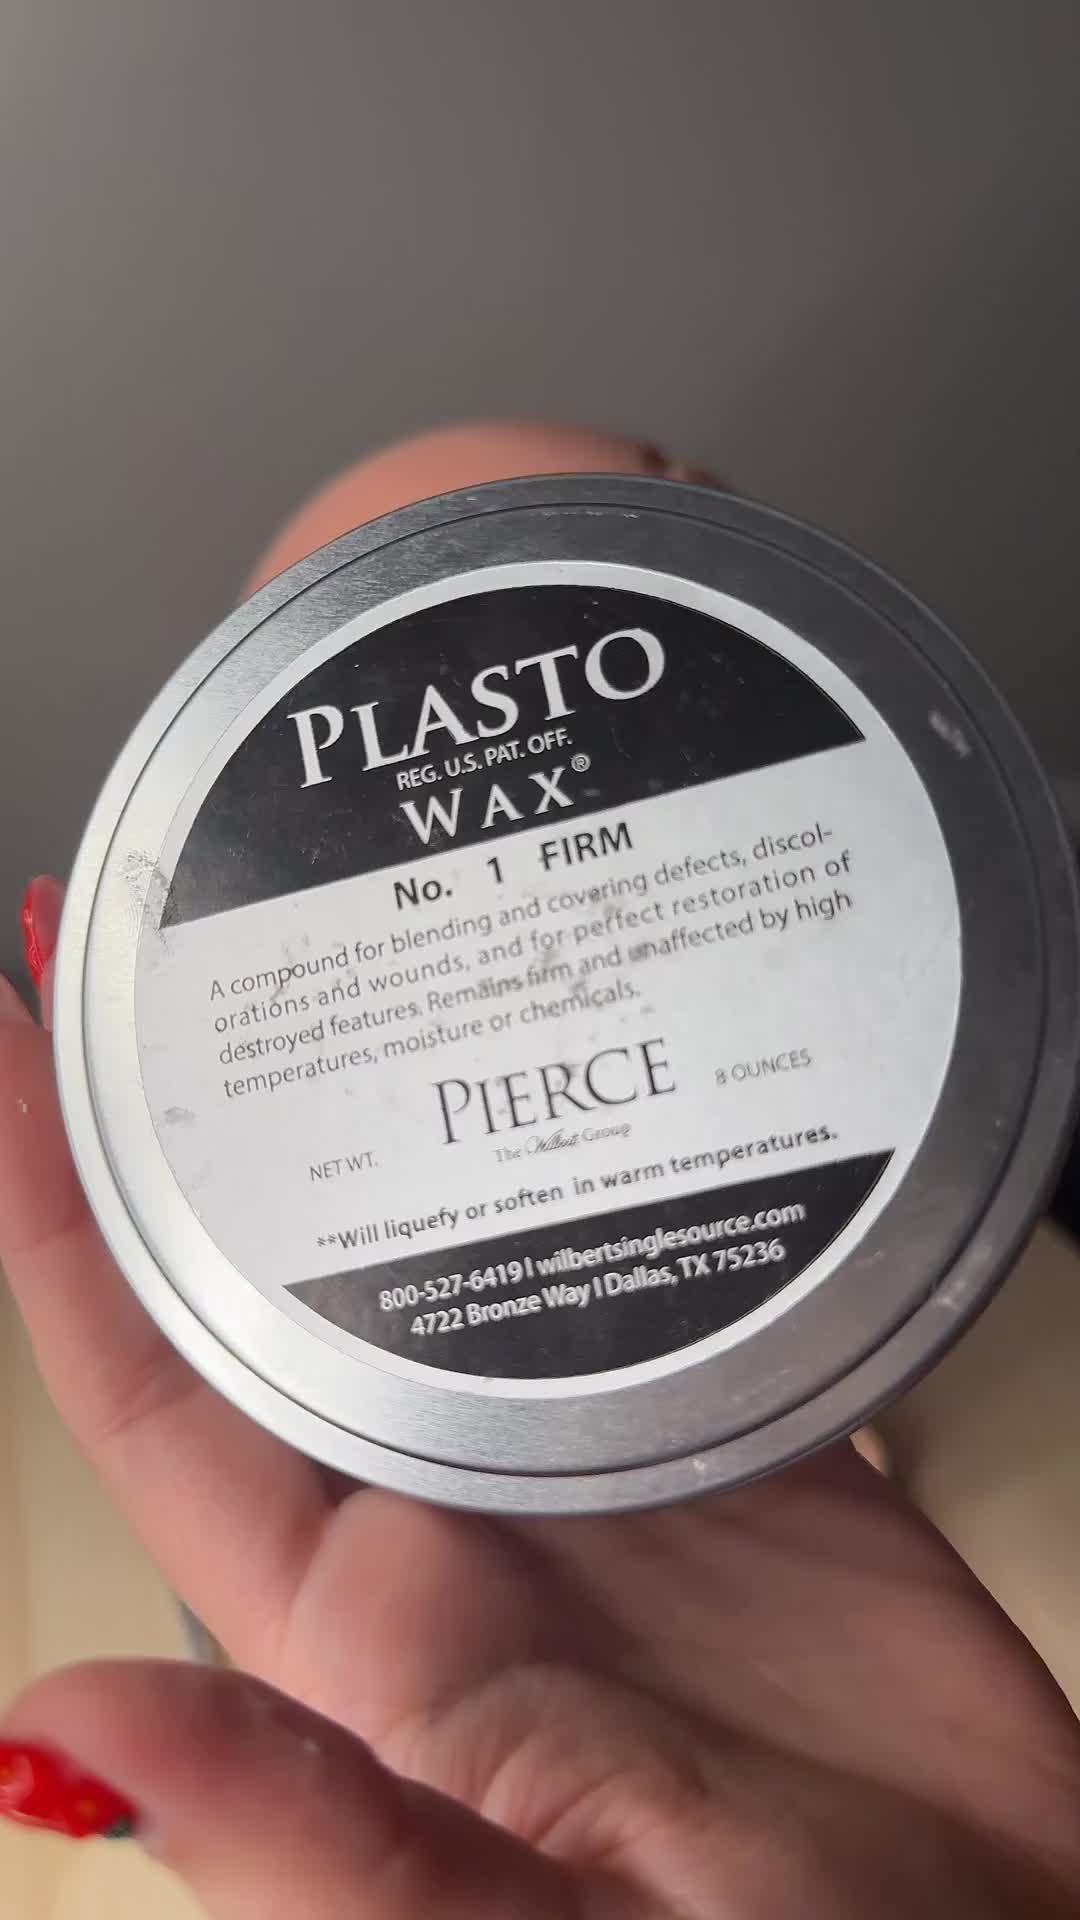 PLASTO
REG. U.S. PAT. OFF.
WAX®
No. 1 FIRM
A compound for blending and covering defects, discol-
orations and wounds, and for perfect restoration of
destroyed features. Remains firm and unaffected by high
temperatures, moisture or chemicals.
PIERCE
The Wilbert Group
NET WT. 8 OUNCES
**Will liquefy or soften in warm temperatures.
800-527-6419 | wilbertsinglesource.com
4722 Bronze Way | Dallas, TX 75236